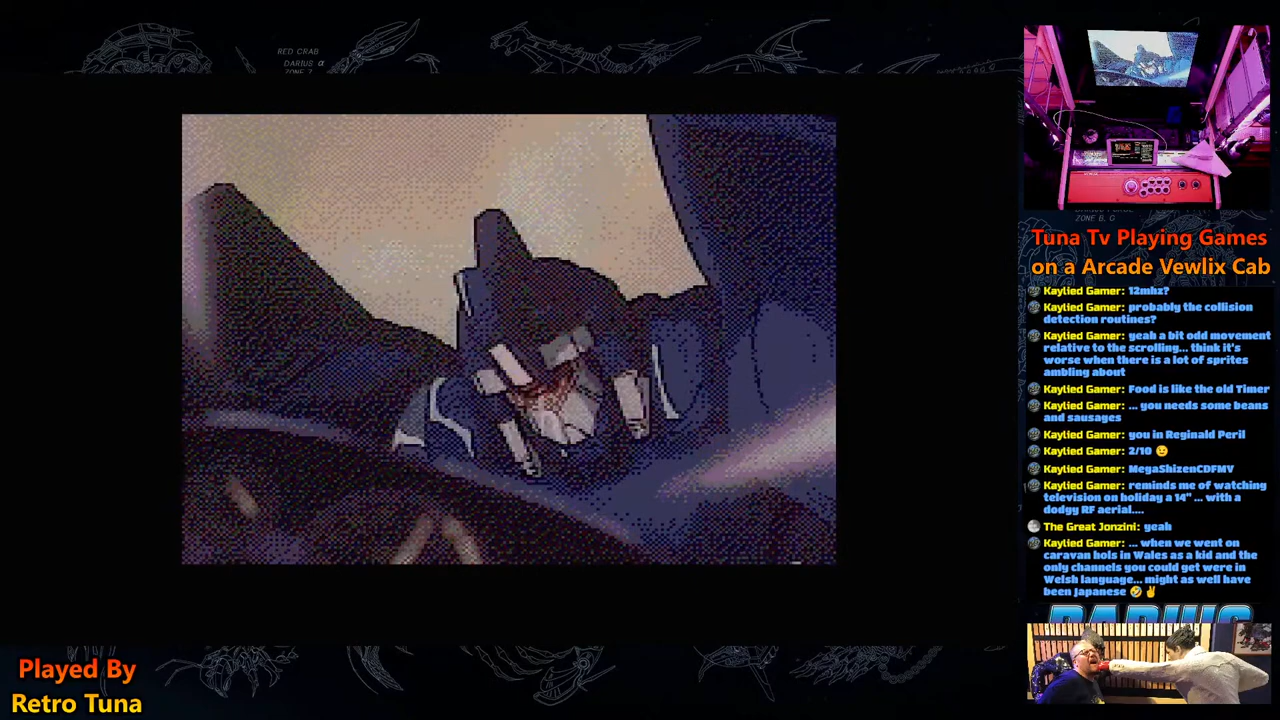 RED CRAB
DARIUS α
ZONE Z
ZONE B, G
Tuna Tv Playing Games
on a Arcade Vewlix Cab
Kaylied Gamer: 12mhz?
Kaylied Gamer: probably the collision
detection routines?
Kaylied Gamer: yeah a bit odd movement
relative to the scrolling... think it's
worse when there is a lot of sprites
ambling about
Kaylied Gamer: Food is like the old Timer
Kaylied Gamer: ... you needs some beans
and sausages
Kaylied Gamer: you in Reginald Peril
Kaylied Gamer: 2/10 😉
Kaylied Gamer: MegaShizenCDFMV
Kaylied Gamer: reminds me of watching
television on holiday a 14" ... with a
dodgy RF aerial....
The Great Jonzini: yeah
Kaylied Gamer: ... when we went on
caravan hols in Wales as a kid and the
only channels you could get were in
Welsh language... might as well have
been Japanese 🤣✌
DARIUS
Played By
Retro Tuna